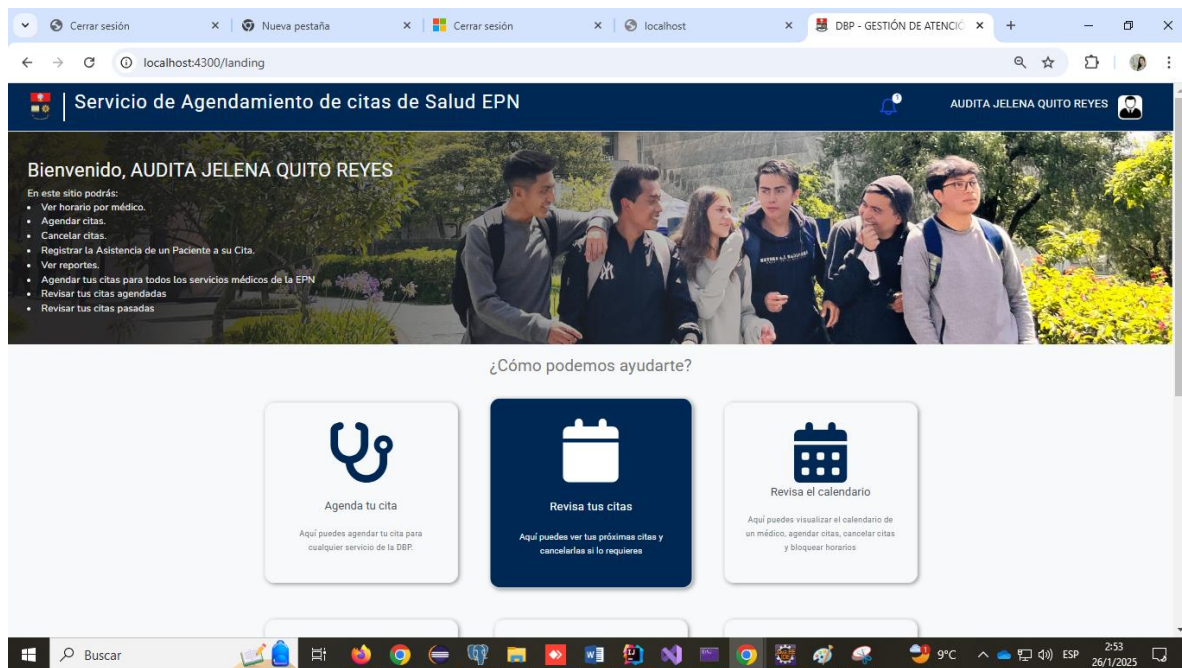 Cerrar sesión
Nueva pestaña
Cerrar sesión
localhost
DBP - GESTIÓN DE ATENCIÓ
localhost:4300/landing
Servicio de Agendamiento de citas de Salud EPN
1
AUDITA JELENA QUITO REYES
Bienvenido, AUDITA JELENA QUITO REYES
En este sitio podrás:
Ver horario por médico.
Agendar citas.
Cancelar citas.
Registrar la Asistencia de un Paciente a su Cita.
Ver reportes.
Agendar tus citas para todos los servicios médicos de la EPN
Revisar tus citas agendadas
Revisar tus citas pasadas
¿Cómo podemos ayudarte?
Agenda tu cita
Aquí puedes agendar tu cita para
cualquier servicio de la DBP.
Revisa tus citas
Aquí puedes ver tus próximas citas y
cancelarlas si lo requieres
Revisa el calendario
Aquí puedes visualizar el calendario de
un médico, agendar citas, cancelar citas
y bloquear horarios
Buscar
9°C
ESP
2:53
26/1/2025